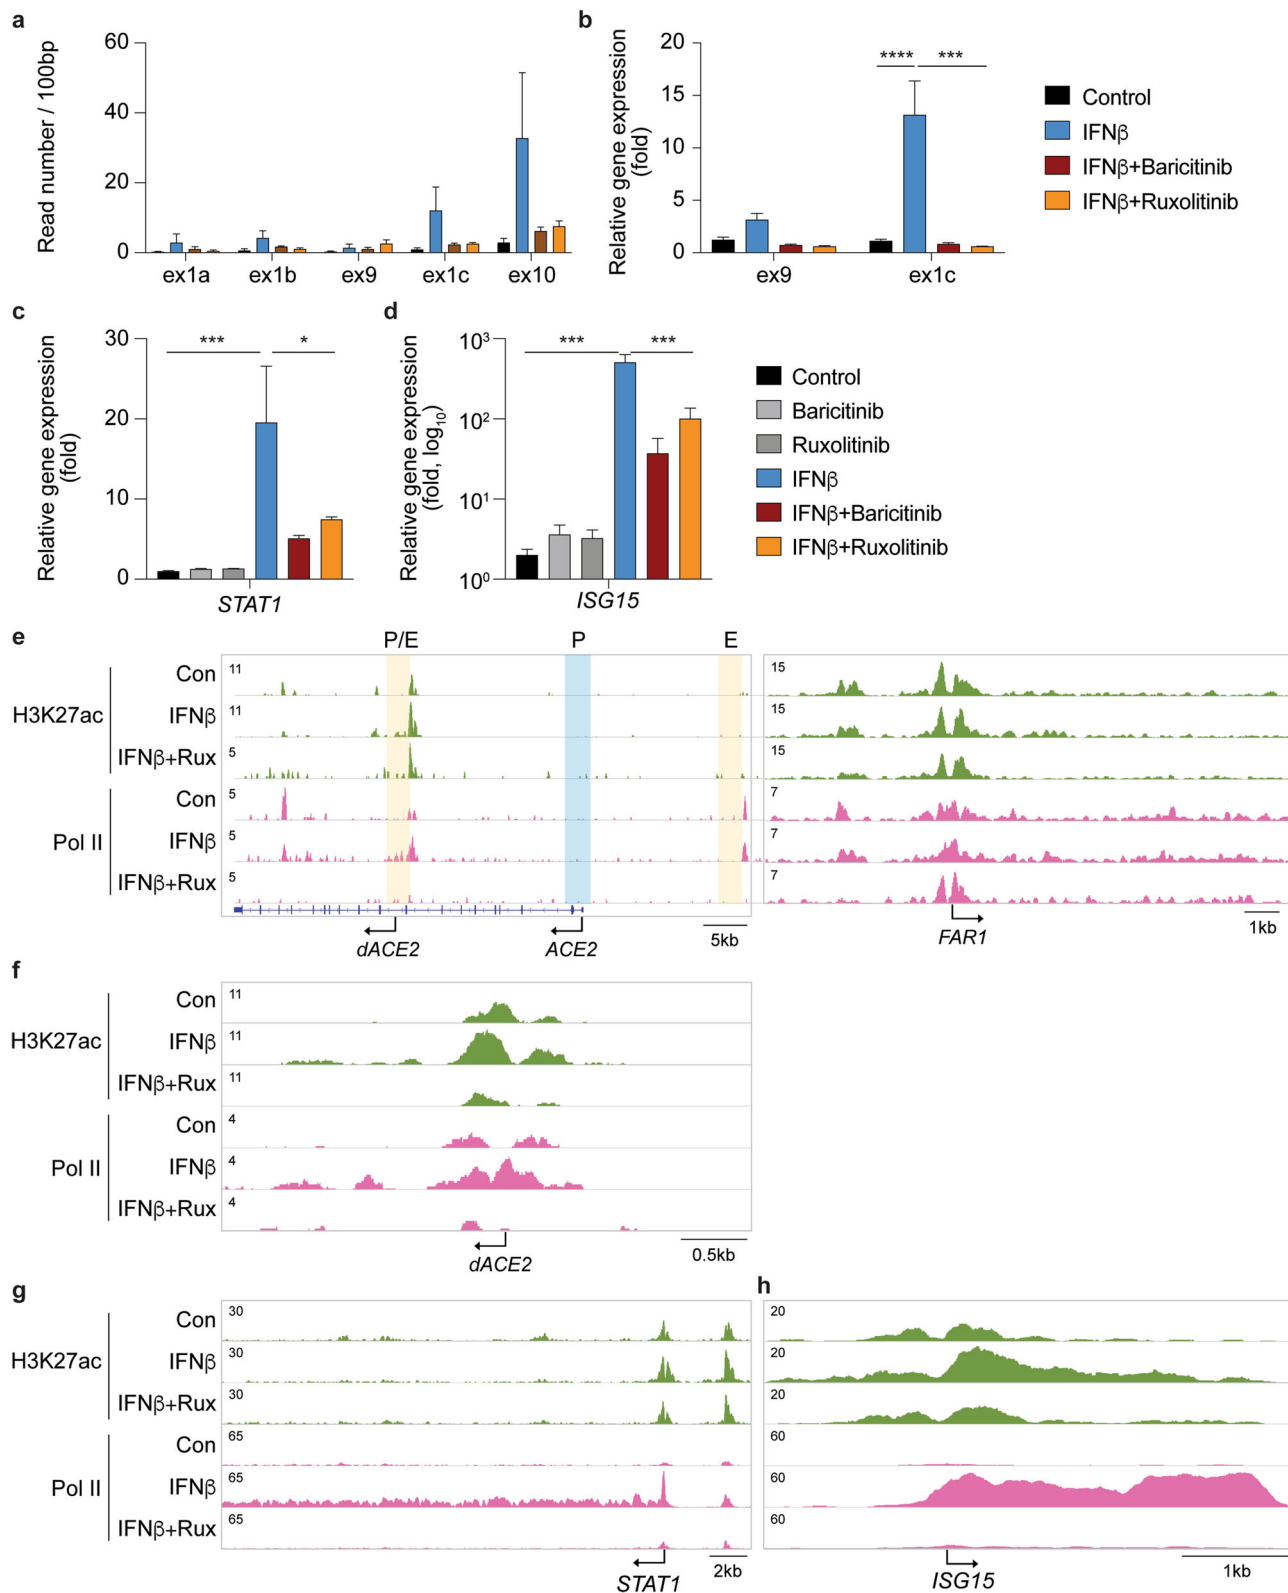 a
Read number / 100bp
60
40
20
0
ex1a ex1b ex9 ex1c ex10
b
Relative gene expression
(fold)
20
15
10
5
0
**** ***
ex9 ex1c
Control
IFNβ
IFNβ+Baricitinib
IFNβ+Ruxolitinib
c
Relative gene expression
(fold)
30
20
10
0
*** *
STAT1
d
Relative gene expression
(fold, log10)
10³
10²
10¹
10⁰
*** ***
ISG15
Control
Baricitinib
Ruxolitinib
IFNβ
IFNβ+Baricitinib
IFNβ+Ruxolitinib
e
P/E P E
H3K27ac
Con 11 15
IFNβ 11 15
IFNβ+Rux 5 15
Pol II
Con 5 7
IFNβ 5 7
IFNβ+Rux 5 7
dACE2 ACE2 5kb FAR1 1kb
f
H3K27ac
Con 11
IFNβ 11
IFNβ+Rux 11
Pol II
Con 4
IFNβ 4
IFNβ+Rux 4
dACE2 0.5kb
g h
H3K27ac
Con 30 20
IFNβ 30 20
IFNβ+Rux 30 20
Pol II
Con 65 60
IFNβ 65 60
IFNβ+Rux 65 60
STAT1 2kb ISG15 1kb